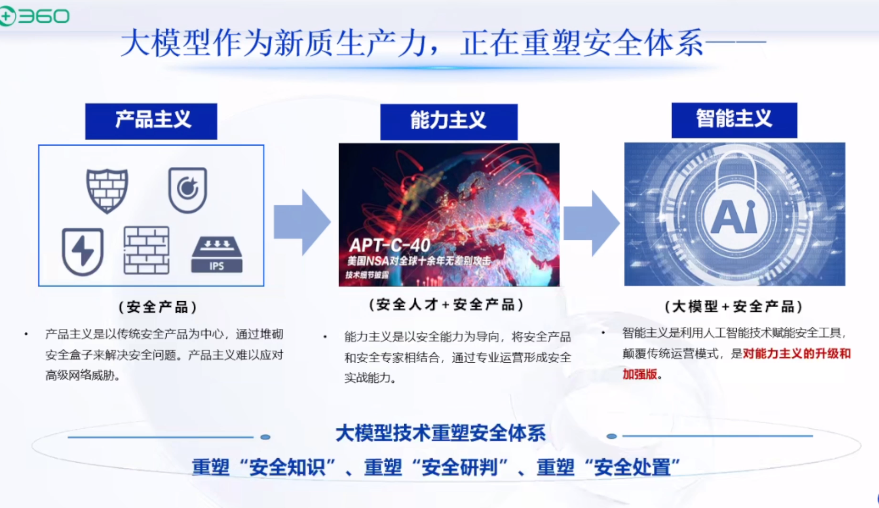 360
大模型作为新质生产力，正在重塑安全体系——
产品主义
能力主义
智能主义
IPS
APT-C-40
美国NSA对全球十余年无差别攻击
技术细节披露
Ai
（安全产品）
（安全人才+安全产品）
（大模型+安全产品）
• 产品主义是以传统安全产品为中心，通过堆砌
安全盒子来解决安全问题。产品主义难以应对
高级网络威胁。
• 能力主义是以安全能力为导向，将安全产品
和安全专家相结合，通过专业运营形成安全
实战能力。
• 智能主义是利用人工智能技术赋能安全工具，
颠覆传统运营模式，是对能力主义的升级和
加强版。
大模型技术重塑安全体系
重塑“安全知识”、重塑“安全研判”、重塑“安全处置”